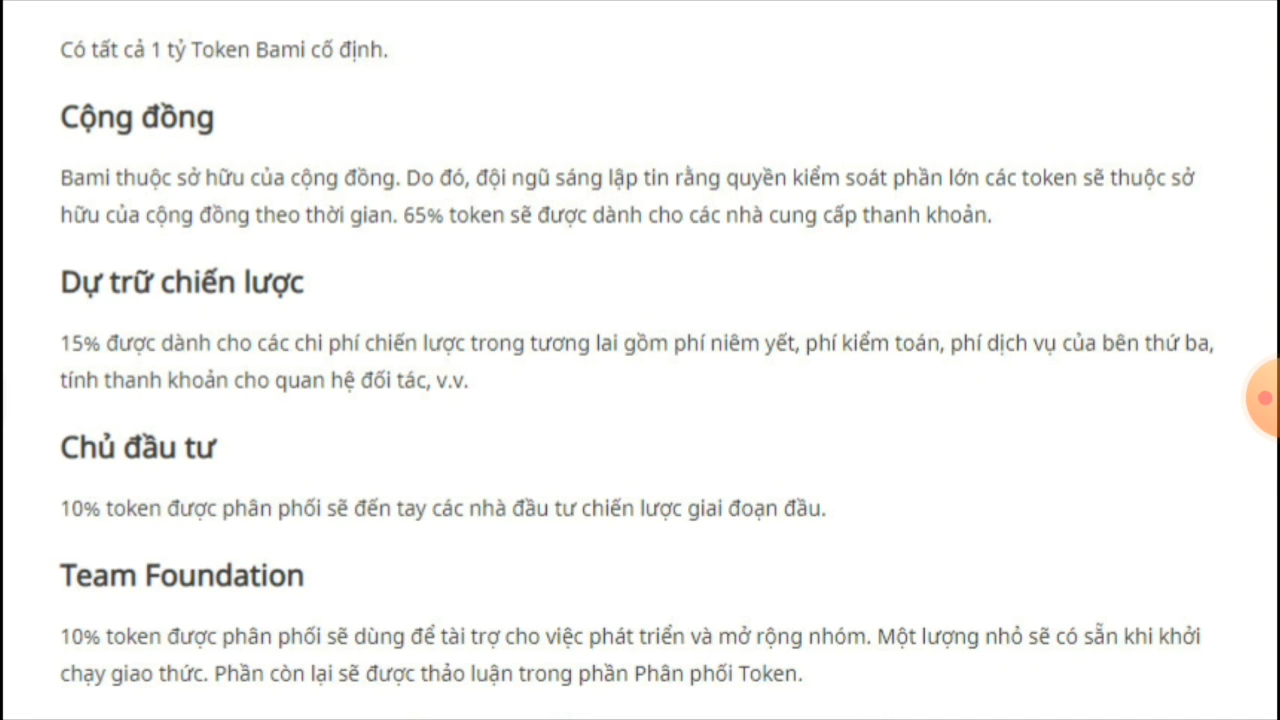 Có tất cả 1 tỷ Token Bami cố định.
Cộng đồng
Bami thuộc sở hữu của cộng đồng. Do đó, đội ngũ sáng lập tin rằng quyền kiểm soát phần lớn các token sẽ thuộc sở
hữu của cộng đồng theo thời gian. 65% token sẽ được dành cho các nhà cung cấp thanh khoản.
Dự trữ chiến lược
15% được dành cho các chi phí chiến lược trong tương lai gồm phí niêm yết, phí kiểm toán, phí dịch vụ của bên thứ ba,
tính thanh khoản cho quan hệ đối tác, v.v.
Chủ đầu tư
10% token được phân phối sẽ đến tay các nhà đầu tư chiến lược giai đoạn đầu.
Team Foundation
10% token được phân phối sẽ dùng để tài trợ cho việc phát triển và mở rộng nhóm. Một lượng nhỏ sẽ có sẵn khi khởi
chạy giao thức. Phần còn lại sẽ được thảo luận trong phần Phân phối Token.